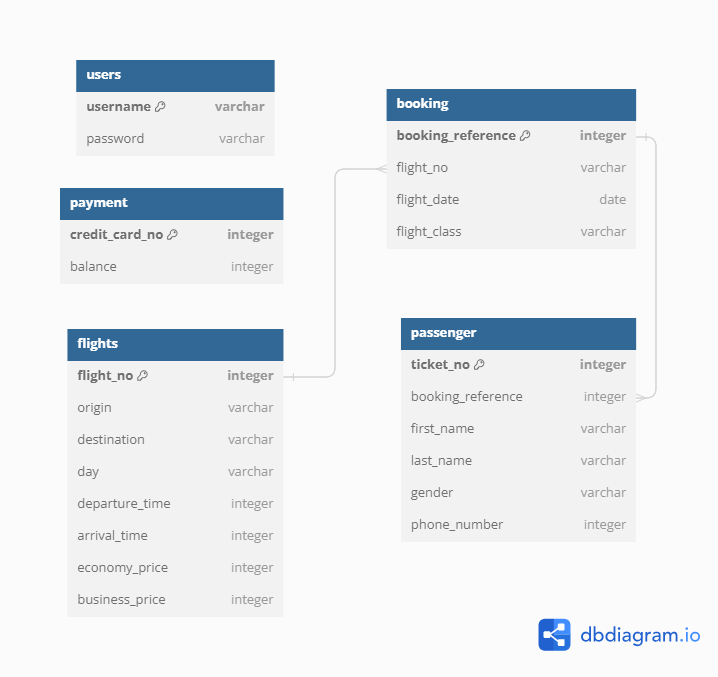 users
username varchar
password varchar
payment
credit_card_no integer
balance integer
flights
flight_no integer
origin varchar
destination varchar
day varchar
departure_time integer
arrival_time integer
economy_price integer
business_price integer
booking
booking_reference integer
flight_no varchar
flight_date date
flight_class varchar
passenger
ticket_no integer
booking_reference integer
first_name varchar
last_name varchar
gender varchar
phone_number integer
dbdiagram.io